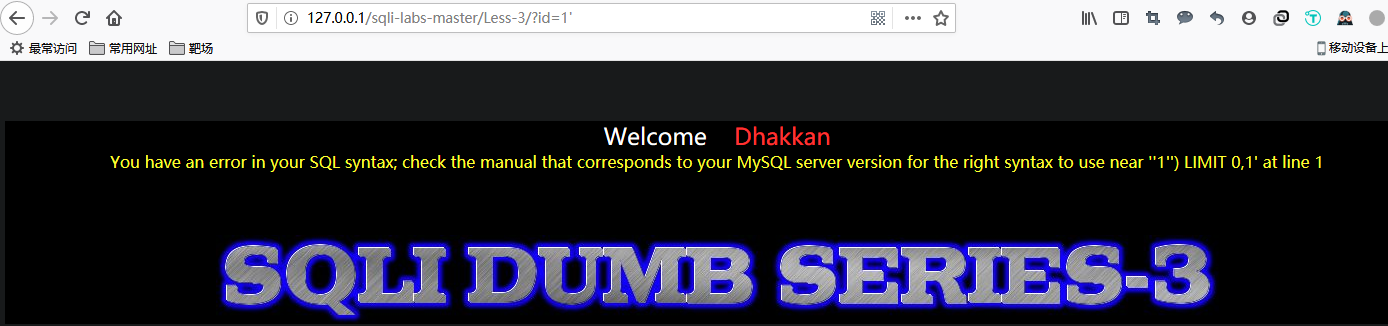 127.0.0.1/sqli-labs-master/Less-3/?id=1'
最常访问 常用网址 靶场 移动设备上
Welcome Dhakkan
You have an error in your SQL syntax; check the manual that corresponds to your MySQL server version for the right syntax to use near ''1'') LIMIT 0,1' at line 1
SQLI DUMB SERIES-3